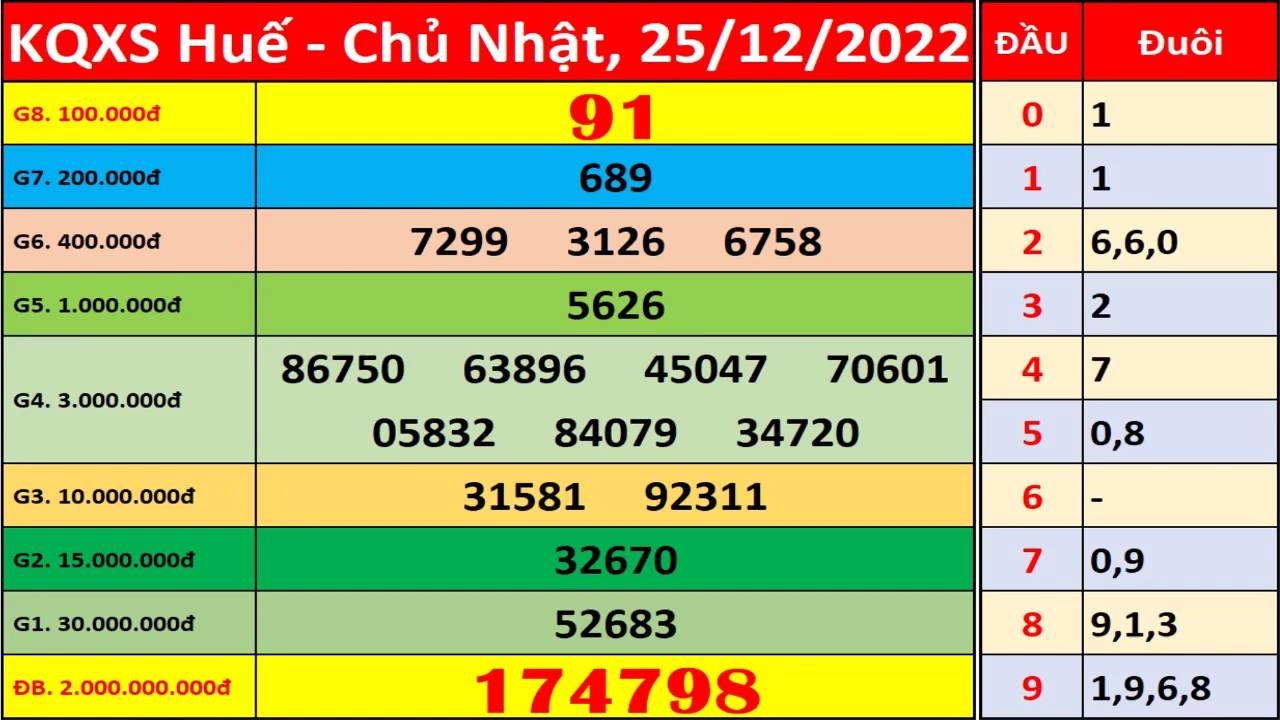 KQXS Huế - Chủ Nhật, 25/12/2022 ĐẦU Đuôi
G8. 100.000đ 91 0 1
G7. 200.000đ 689 1 1
G6. 400.000đ 7299 3126 6758 2 6,6,0
G5. 1.000.000đ 5626 3 2
86750 63896 45047 70601 4 7
G4. 3.000.000đ
05832 84079 34720 5 0,8
G3. 10.000.000đ 31581 92311 6 -
G2. 15.000.000đ 32670 7 0,9
G1. 30.000.000đ 52683 8 9,1,3
ĐB. 2.000.000.000đ 174798 9 1,9,6,8